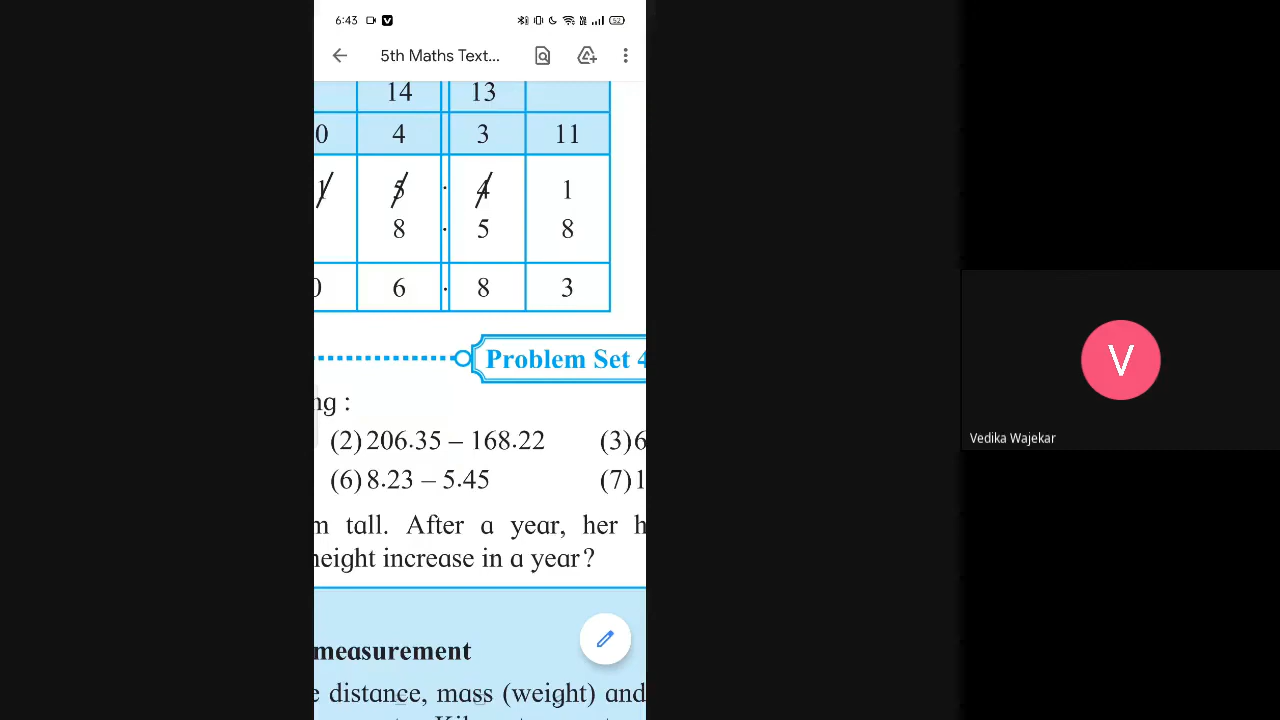 6:43
5th Maths Text...
14 13
0 4 3 11
1 5 . 4 1
8 . 5 8
0 6 . 8 3
Problem Set 4
ng :
(2) 206.35 – 168.22 (3) 6
(6) 8.23 – 5.45 (7) 1
m tall. After a year, her h
height increase in a year?
measurement
e distance, mass (weight) and
V
Vedika Wajekar